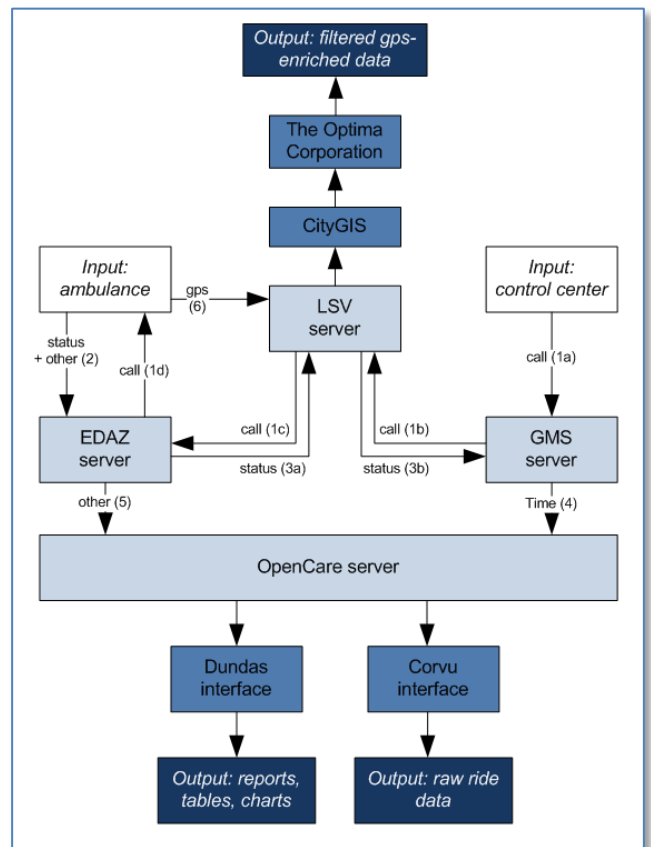 Output: filtered gps-
enriched data
The Optima
Corporation
CityGIS
Input:
ambulance
gps
(6)
LSV
server
Input:
control center
status
+ other (2)
call (1d)
call (1a)
EDAZ
server
call (1c)
status (3a)
call (1b)
status (3b)
GMS
server
other (5)
Time (4)
OpenCare server
Dundas
interface
Corvu
interface
Output: reports,
tables, charts
Output: raw ride
data